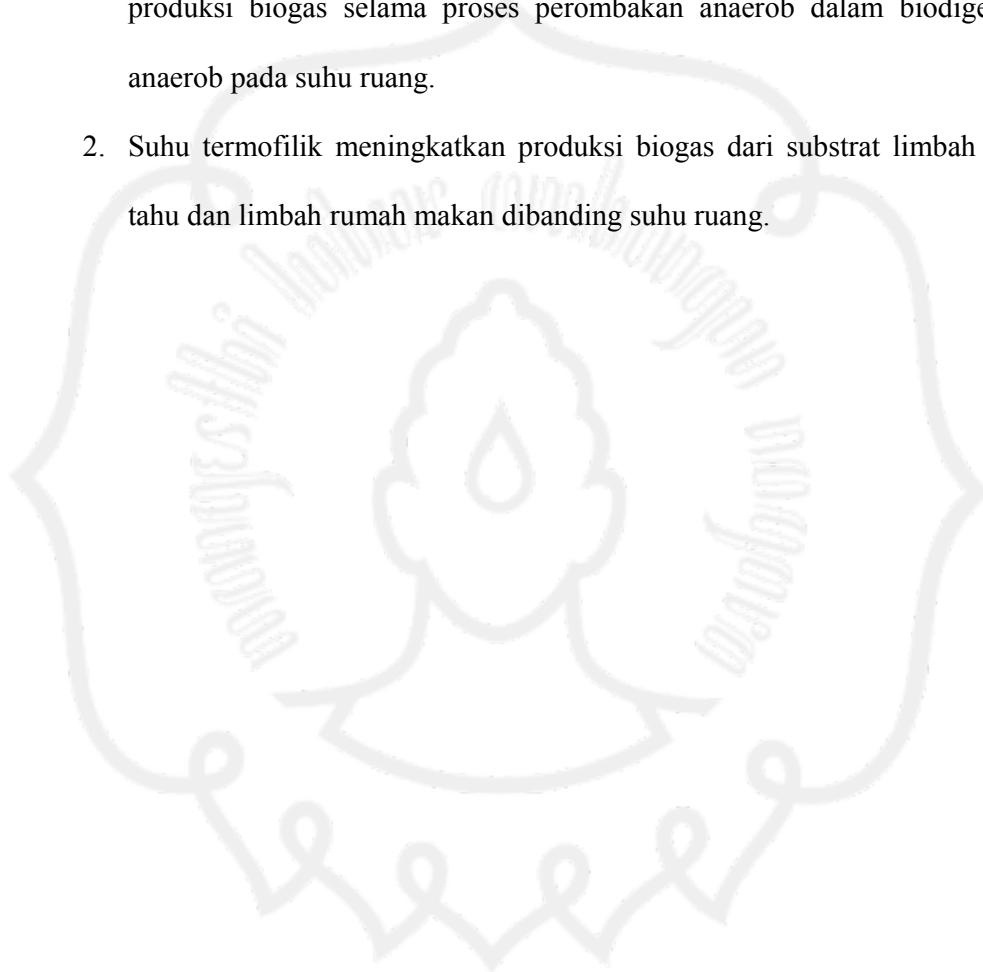 produksi biogas selama proses perombakan anaerob dalam
anaerob pada suhu ruang.
2. Suhu termofilik meningkatkan produksi biogas dari substrat limbah
tahu dan limbah rumah makan dibanding suhu ruang.